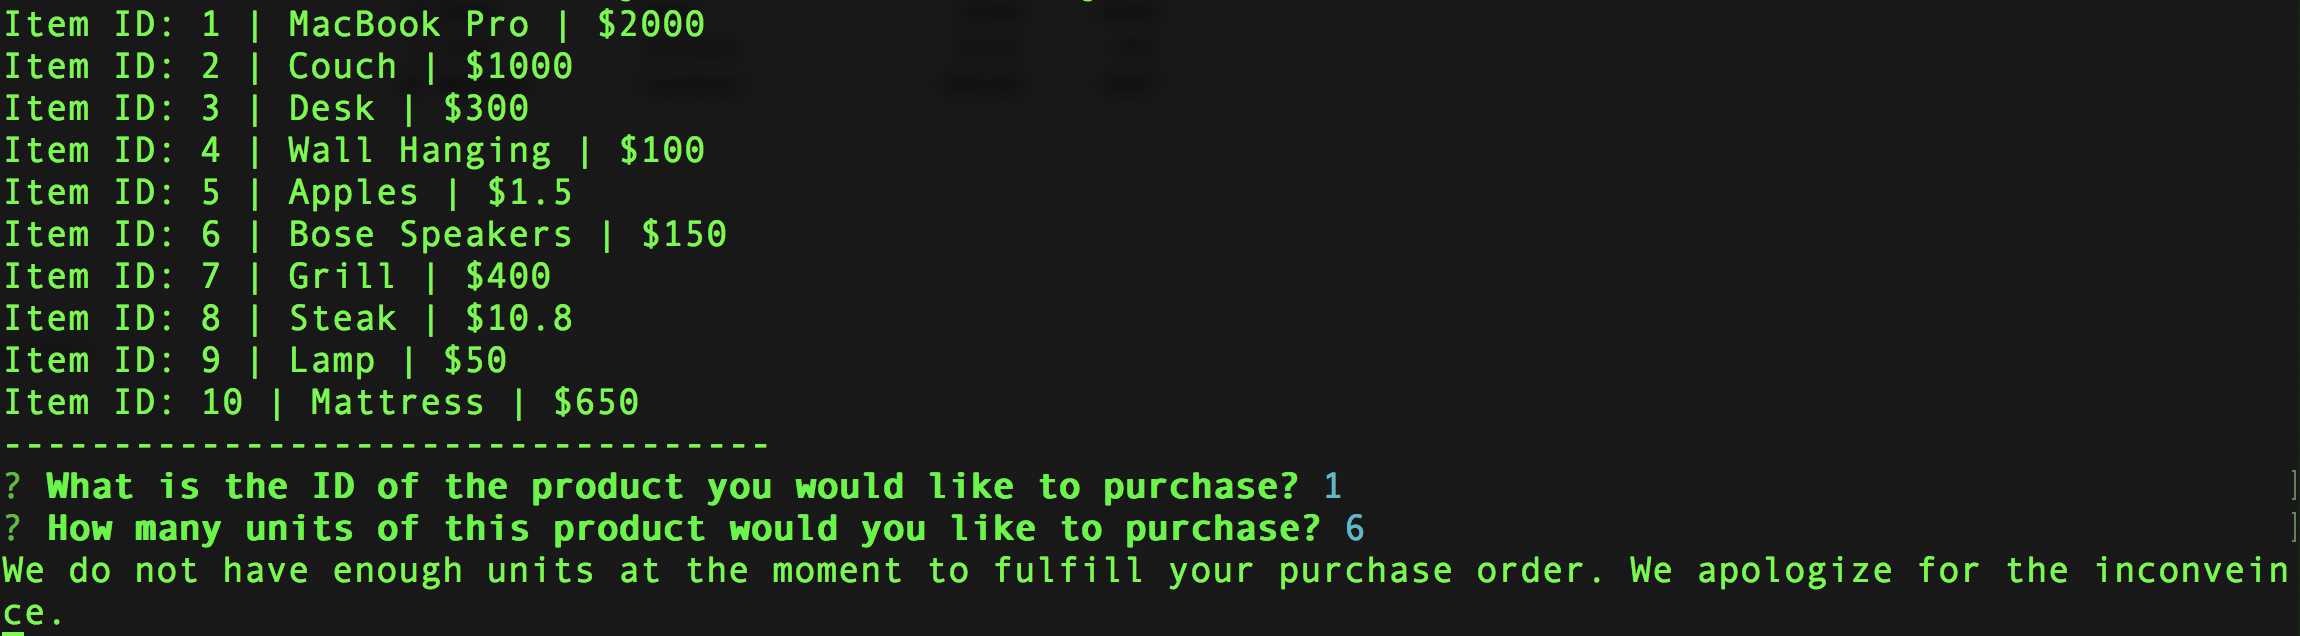 Item ID: 1 | MacBook Pro | $2000
Item ID: 2 | Couch | $1000
Item ID: 3 | Desk | $300
Item ID: 4 | Wall Hanging | $100
Item ID: 5 | Apples | $1.5
Item ID: 6 | Bose Speakers | $150
Item ID: 7 | Grill | $400
Item ID: 8 | Steak | $10.8
Item ID: 9 | Lamp | $50
Item ID: 10 | Mattress | $650
-----------------------------------
? What is the ID of the product you would like to purchase? 1 ]
? How many units of this product would you like to purchase? 6 ]
We do not have enough units at the moment to fulfill your purchase order. We apologize for the inconvein
ce.